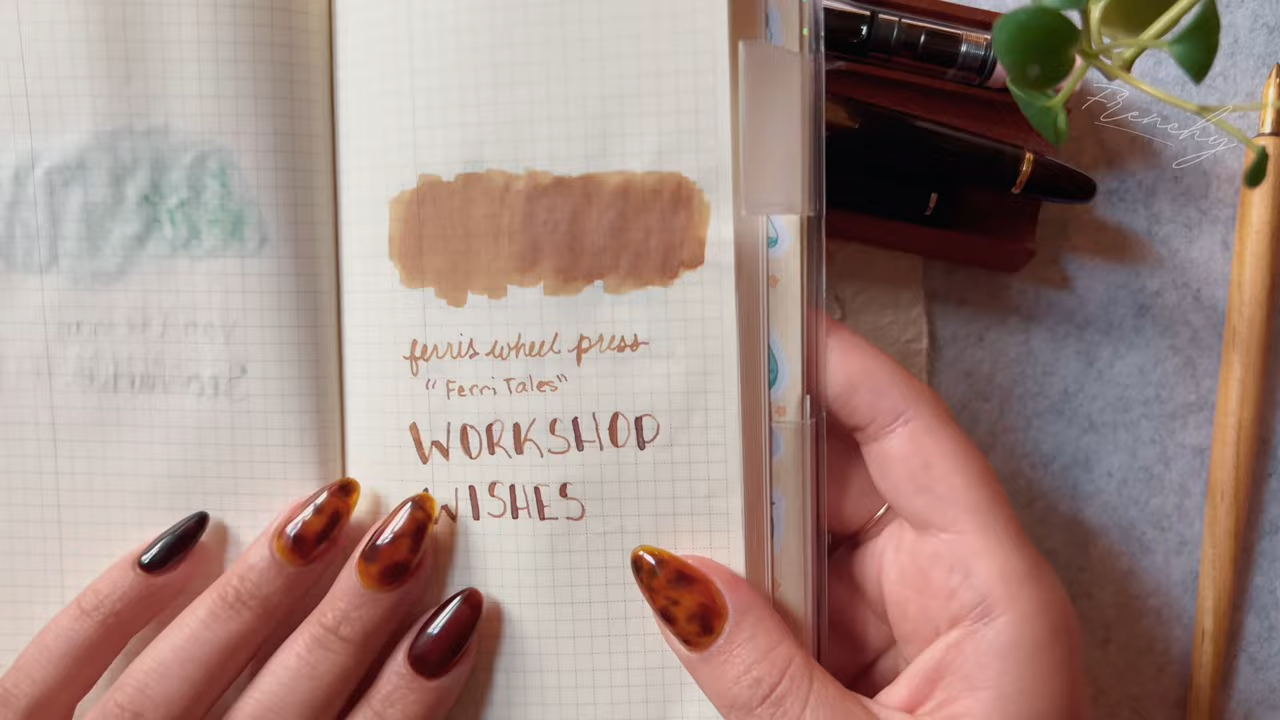 ferris wheel press
"Ferri Tales"
WORKSHOP
WISHES
Frenchy